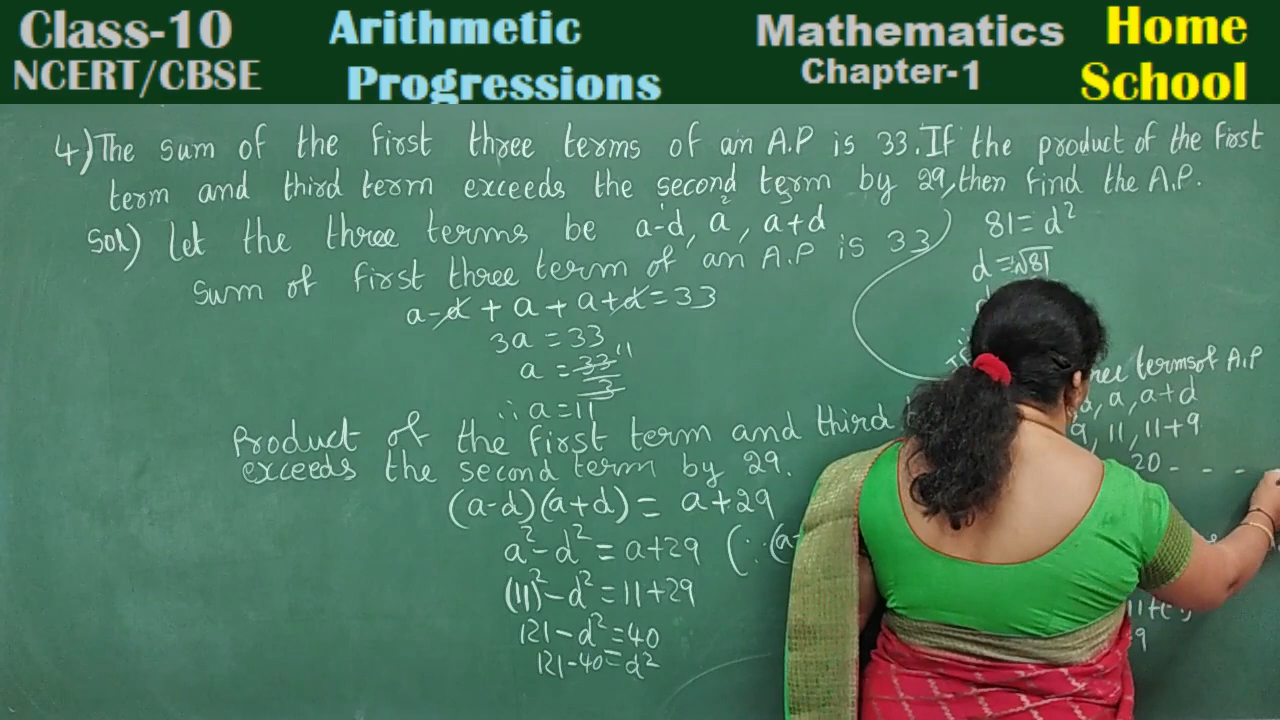 Class-10
NCERT/CBSE
Arithmetic
Progressions
Mathematics
Chapter-1
Home
School
4) The sum of the first three terms of an A.P is 33. If the product of the first
term and third term exceeds the second term by 29, then find the A.P.
Sol) Let the three terms be a-d, a, a+d
Sum of first three term of an A.P is 33
a-d + a + a+d = 33
3a = 33
a = 33/3 11
∴ a = 11
Product of the first term and third
exceeds the second term by 29.
(a-d)(a+d) = a+29
a²-d² = a+29 (∵ (a-
(11)²-d² = 11+29
121-d² = 40
121-40 = d²
81 = d²
d = √81
terms of A.P
a, a+d
9, 11, 11+9
20 - - -
9